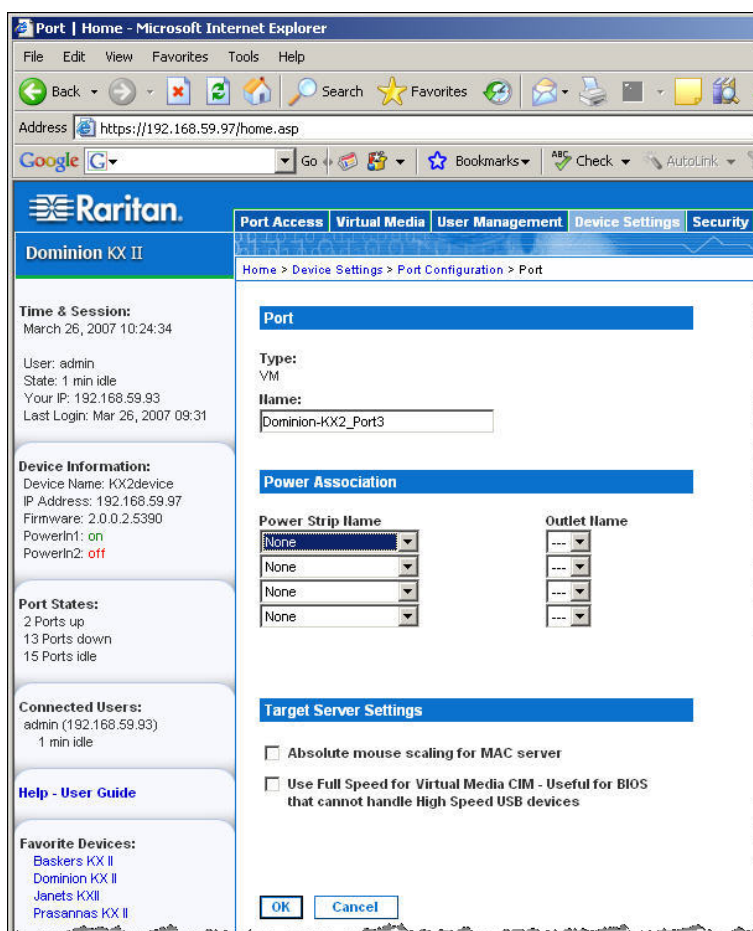 Port | Home - Microsoft Internet Explorer
File Edit View Favorites Tools Help
Back Search Favorites
Address https://192.168.59.97/home.asp
Google G Go Bookmarks ABC Check AutoLink
Raritan.
Port Access Virtual Media User Management Device Settings Security
Dominion KX II
Home > Device Settings > Port Configuration > Port
Time & Session:
March 26, 2007 10:24:34
User: admin
State: 1 min idle
Your IP: 192.168.59.93
Last Login: Mar 26, 2007 09:31
Device Information:
Device Name: KX2device
IP Address: 192.168.59.97
Firmware: 2.0.0.2.5390
PowerIn1: on
PowerIn2: off
Port States:
2 Ports up
13 Ports down
15 Ports idle
Connected Users:
admin (192.168.59.93)
1 min idle
Help - User Guide
Favorite Devices:
Baskers KX II
Dominion KX II
Janets KXII
Prasannas KX II
Port
Type:
VM
Name:
Dominion-KX2_Port3
Power Association
Power Strip Name Outlet Name
None ---
None ---
None ---
None ---
Target Server Settings
Absolute mouse scaling for MAC server
Use Full Speed for Virtual Media CIM - Useful for BIOS
that cannot handle High Speed USB devices
OK Cancel